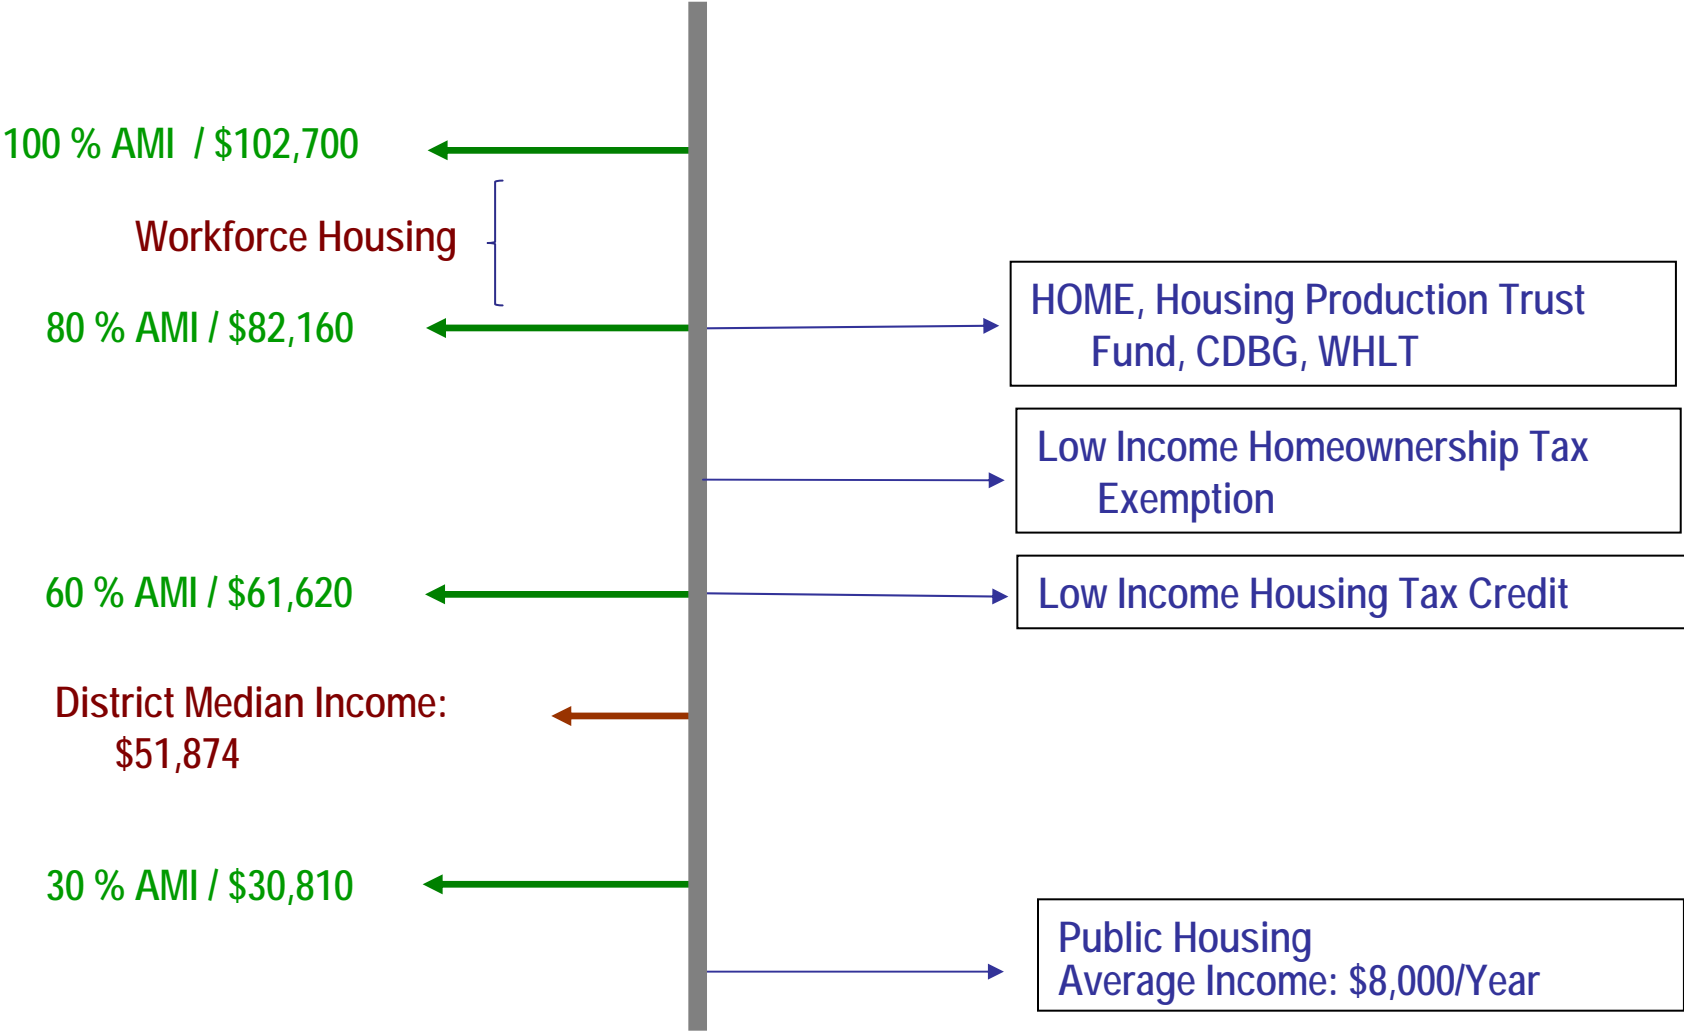 100 % AMI / $102,700
Workforce Housing
80 % AMI / $82,160
HOME, Housing Production Trust
Fund, CDBG, WHLT
Low Income Homeownership Tax
Exemption
60 % AMI / $61,620
Low Income Housing Tax Credit
District Median Income:
$51,874
30 % AMI / $30,810
Public Housing
Average Income: $8,000/Year